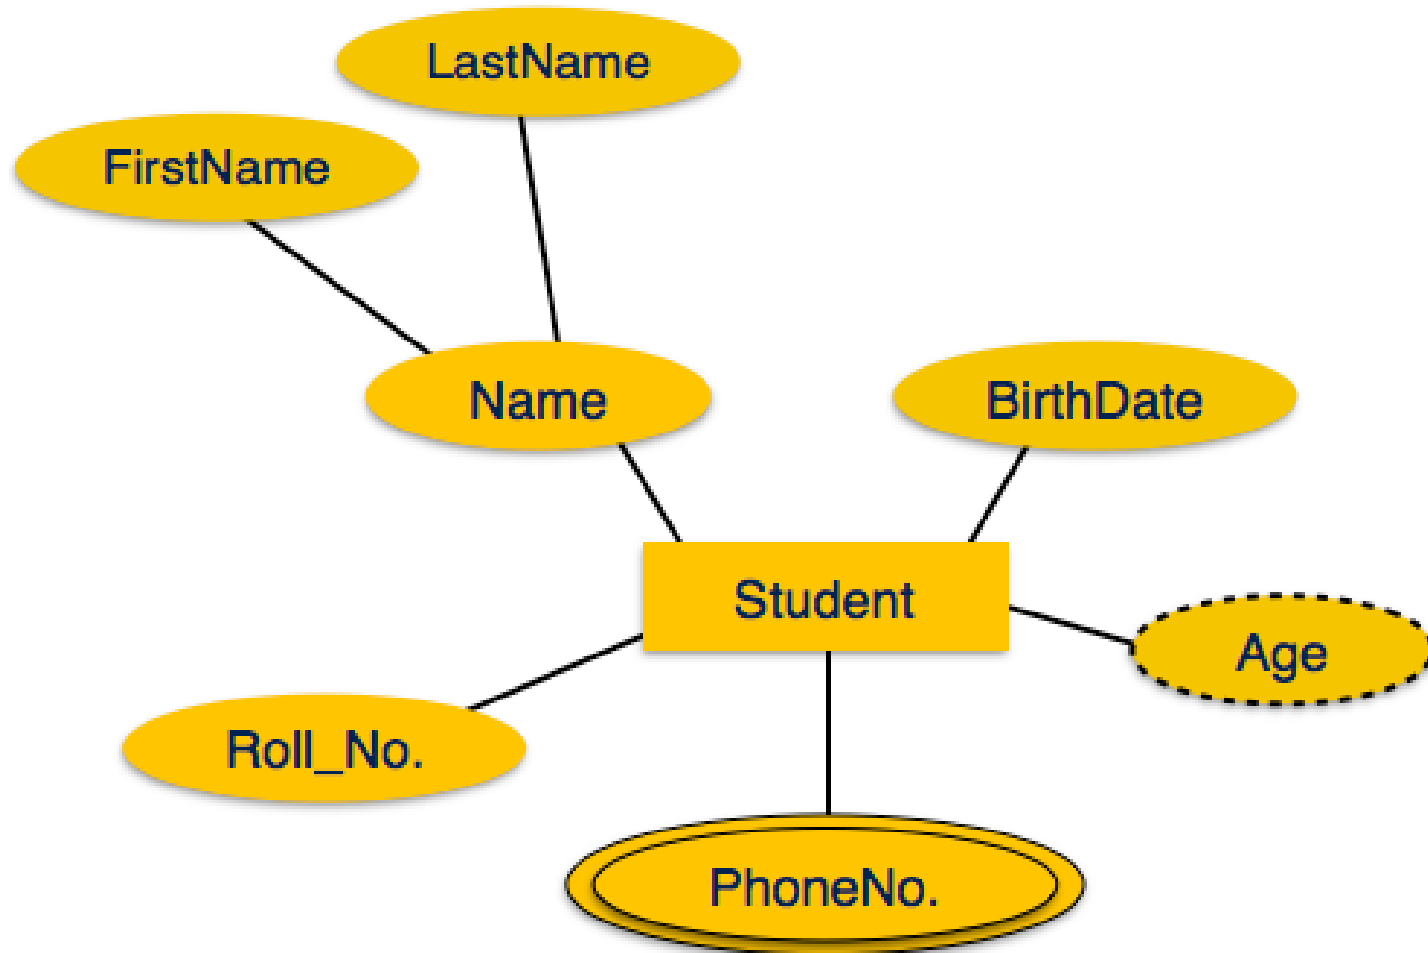 LastName
FirstName
Name
BirthDate
Student
Age
Roll_No.
PhoneNo.